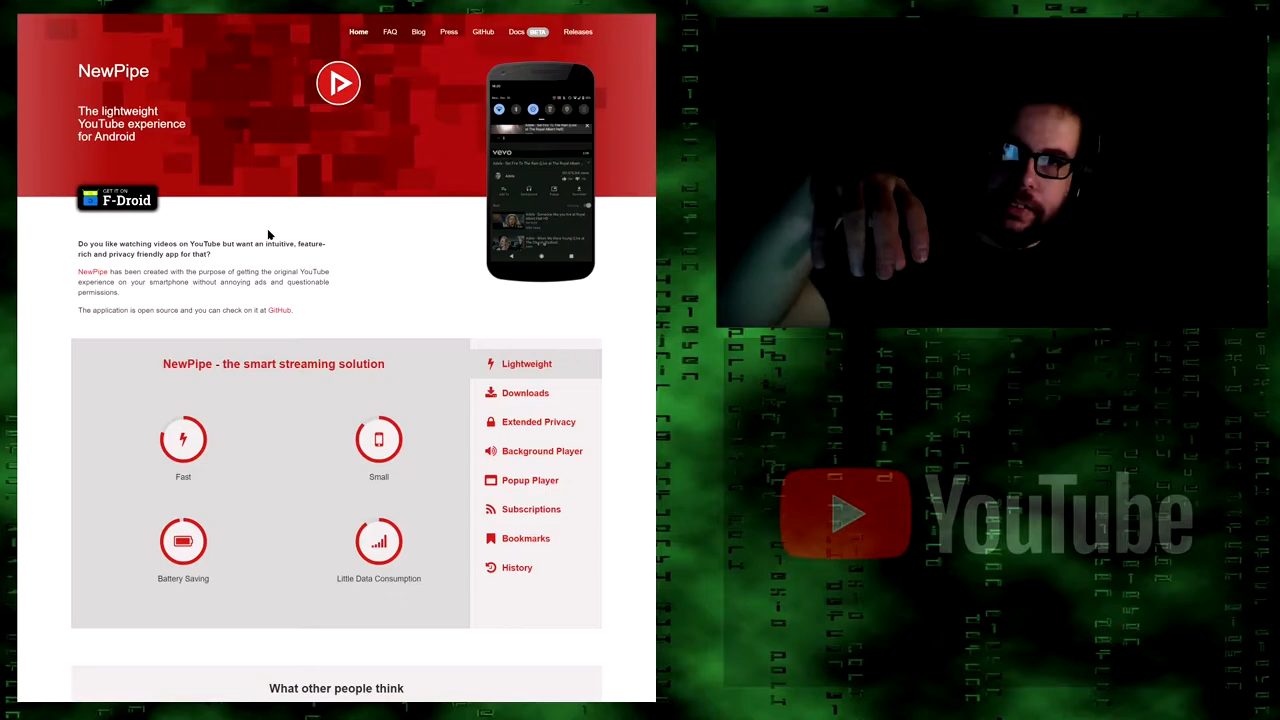 Home FAQ Blog Press GitHub Docs BETA Releases
NewPipe
The lightweight
YouTube experience
for Android
GET IT ON
F-Droid
vevo
Adele
Do you like watching videos on YouTube but want an intuitive, feature-
rich and privacy friendly app for that?
NewPipe has been created with the purpose of getting the original YouTube
experience on your smartphone without annoying ads and questionable
permissions.
The application is open source and you can check on it at GitHub.
NewPipe - the smart streaming solution
Fast
Small
Battery Saving
Little Data Consumption
Lightweight
Downloads
Extended Privacy
Background Player
Popup Player
Subscriptions
Bookmarks
History
What other people think
YouTube